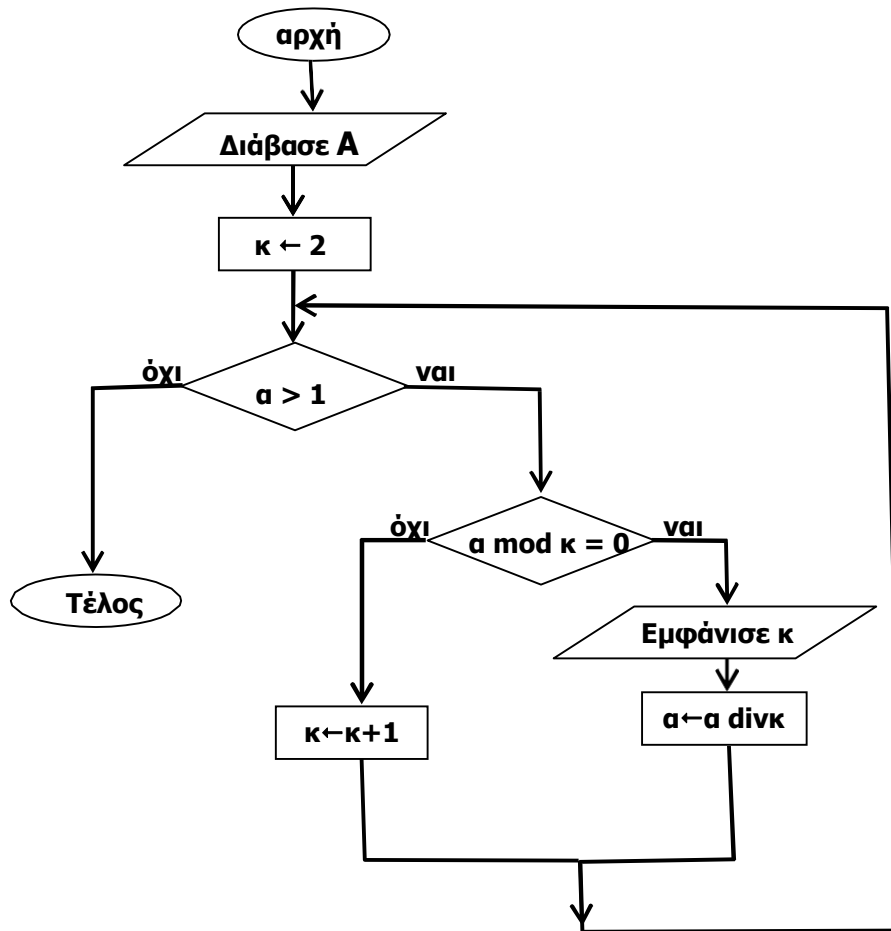 αρχή
Διάβασε Α
κ ← 2
όχι
α > 1
ναι
όχι
α mod κ = 0
ναι
Τέλος
Εμφάνισε κ
κ←κ+1
α←α divκ